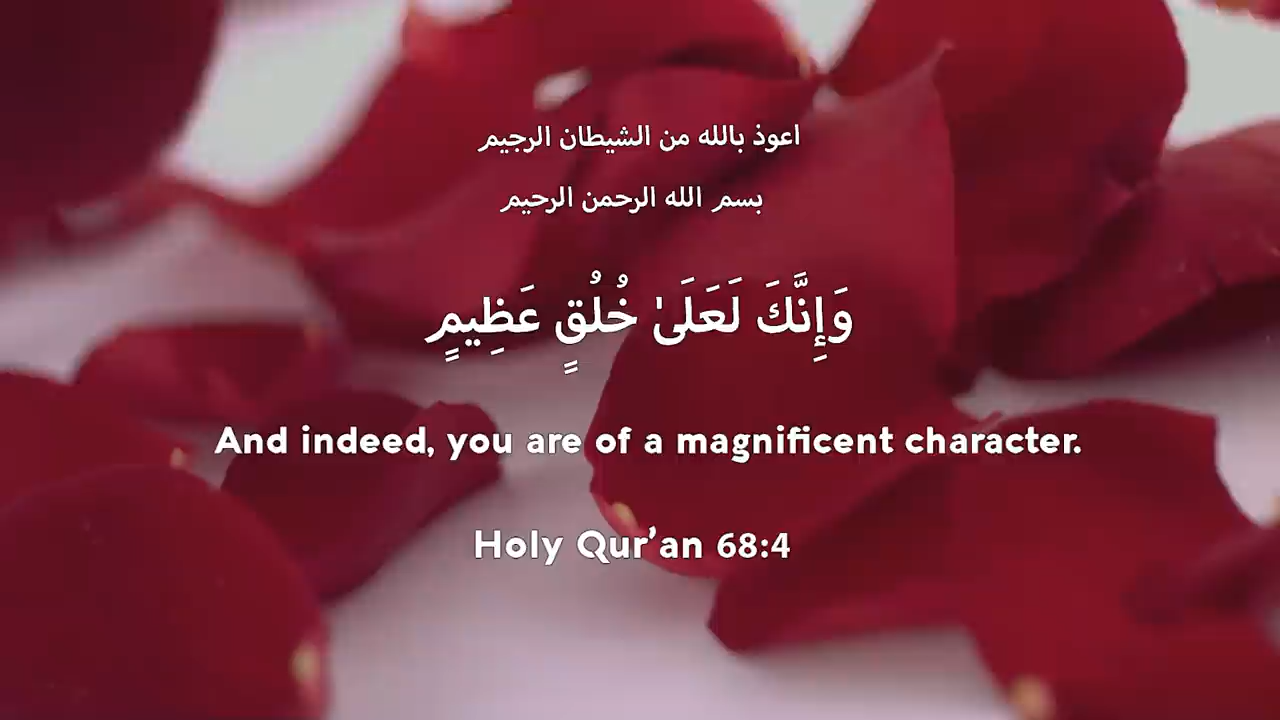 اعوذ بالله من الشيطان الرجيم
بسم الله الرحمن الرحيم
وَإِنَّكَ لَعَلَىٰ خُلُقٍ عَظِيمٍ
And indeed, you are of a magnificent character.
Holy Qur’an 68:4